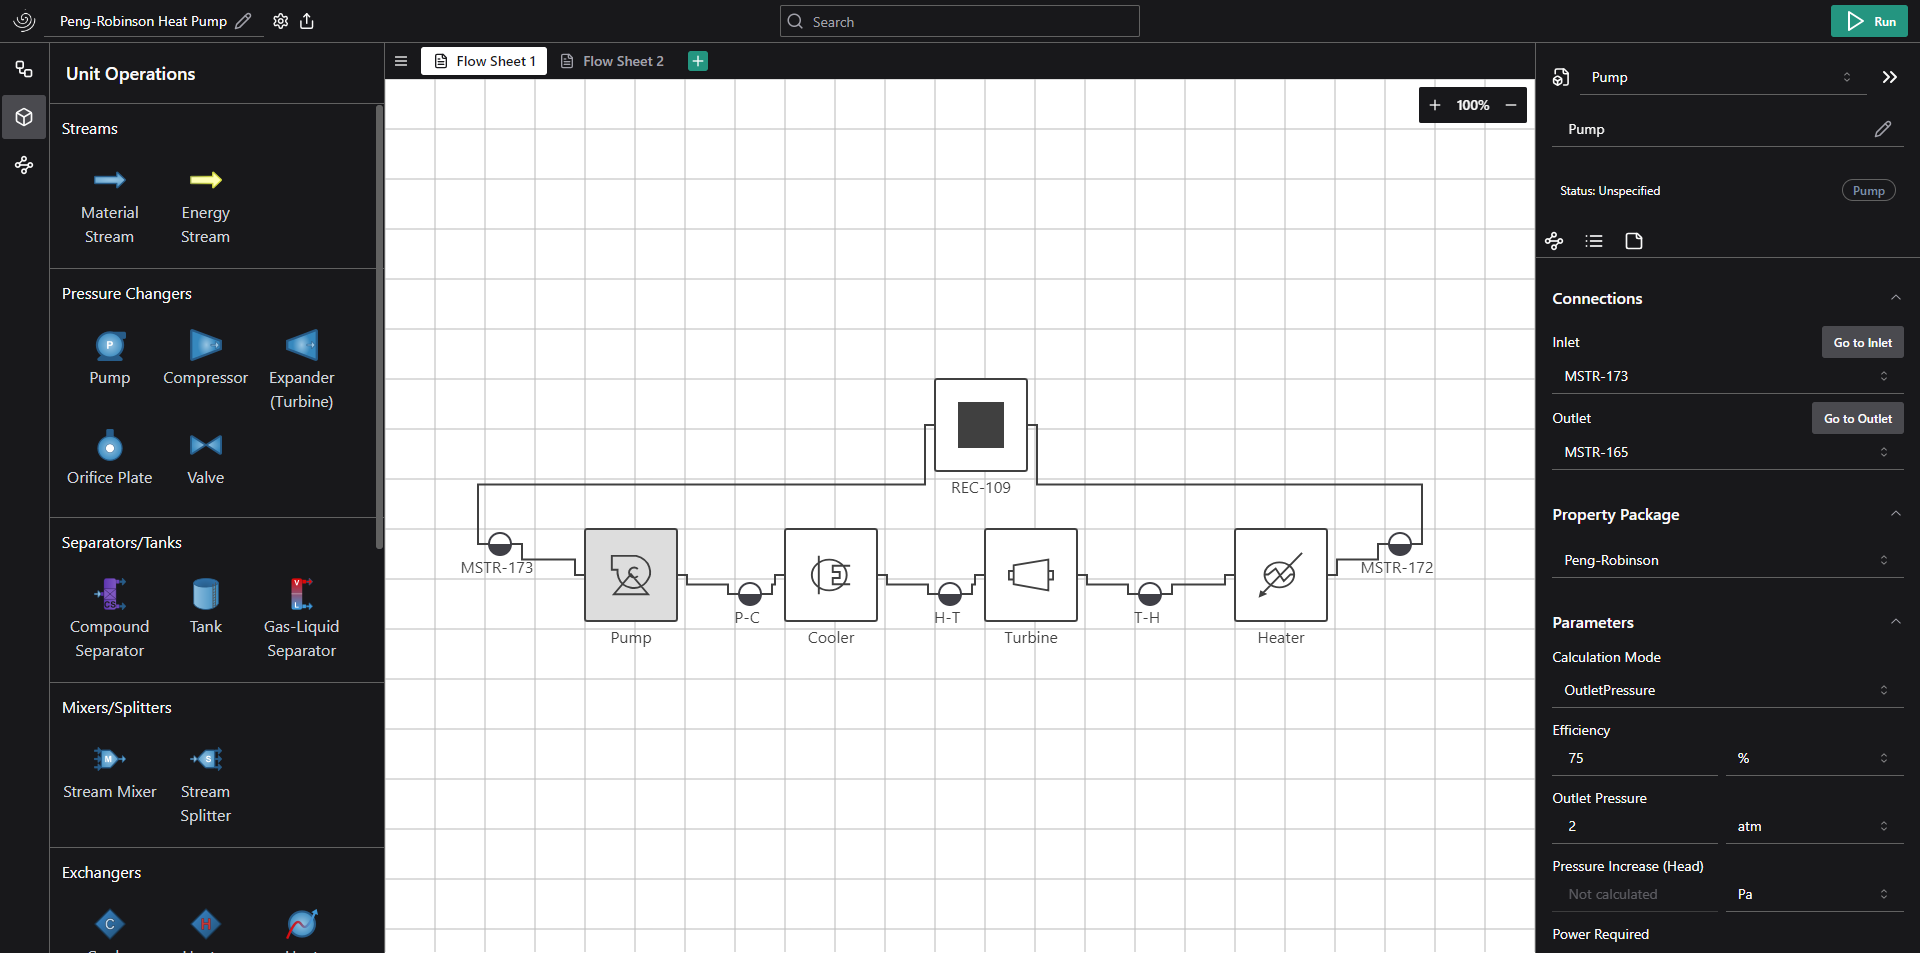 Peng-Robinson Heat Pump
Search
Run
Unit Operations
Streams
Material
Stream
Energy
Stream
Pressure Changers
P
Pump
Compressor
Expander
(Turbine)
Orifice Plate
Valve
Separators/Tanks
CS
Compound
Separator
Tank
V
L
Gas-Liquid
Separator
Mixers/Splitters
M
Stream Mixer
S
Stream
Splitter
Exchangers
C
H
Flow Sheet 1
Flow Sheet 2
+ 100% −
REC-109
MSTR-173
C
Pump
P-C
Cooler
H-T
Turbine
T-H
Heater
MSTR-172
Pump
Pump
Status: Unspecified
Pump
Connections
Inlet
Go to Inlet
MSTR-173
Outlet
Go to Outlet
MSTR-165
Property Package
Peng-Robinson
Parameters
Calculation Mode
OutletPressure
Efficiency
75 %
Outlet Pressure
2 atm
Pressure Increase (Head)
Not calculated Pa
Power Required